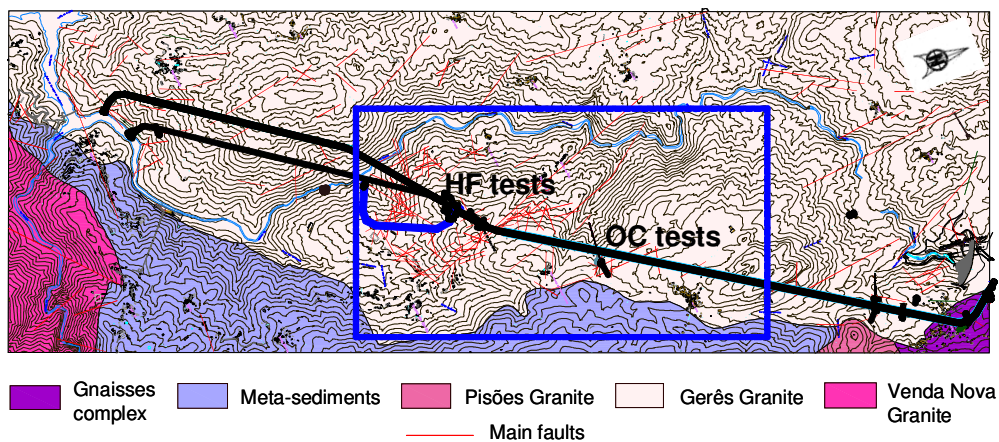 HF tests
OC tests
Gnaisses
complex
Meta-sediments
Pisões Granite
Gerês Granite
Venda Nova
Granite
Main faults